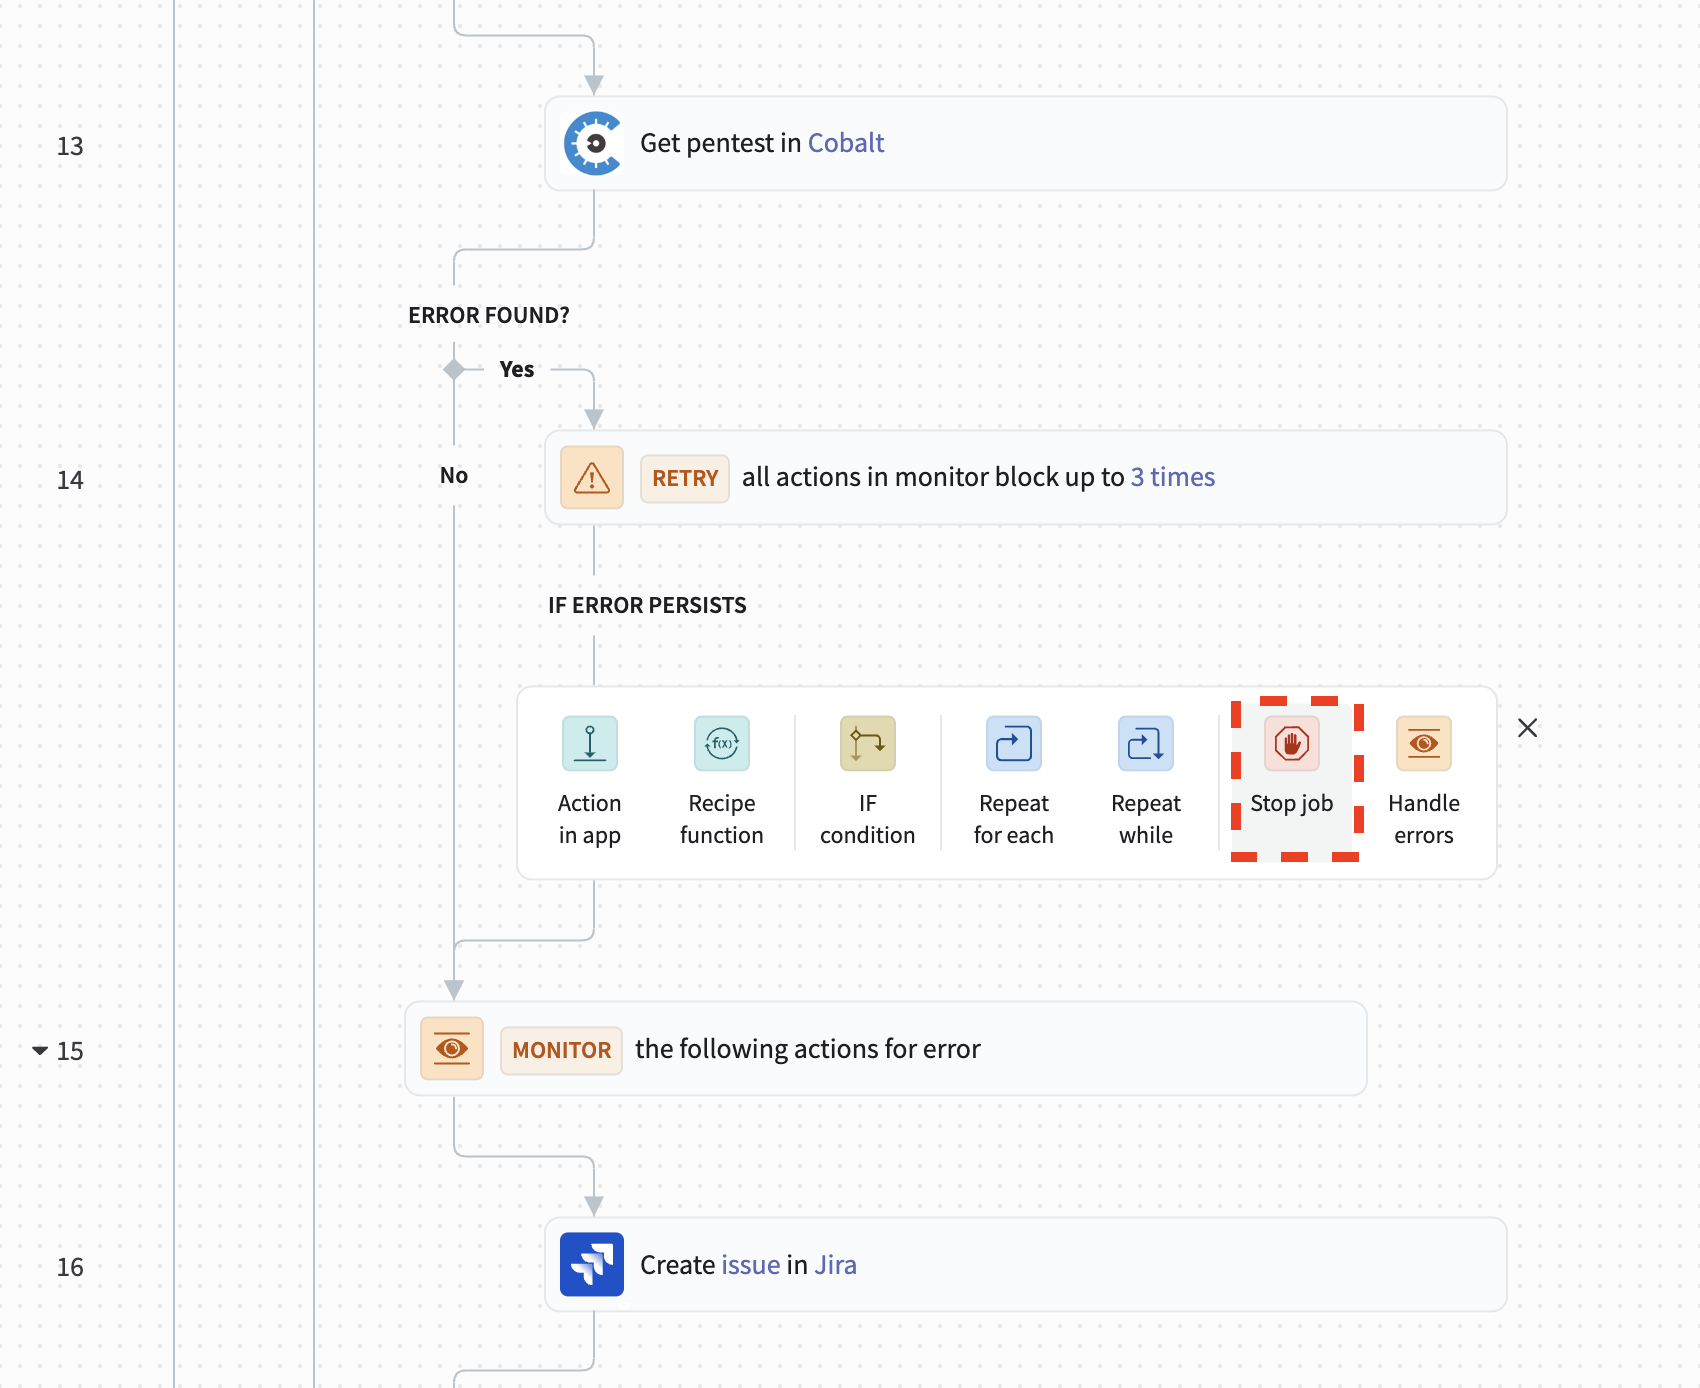 13
Get pentest in Cobalt
ERROR FOUND?
Yes
14
No
RETRY all actions in monitor block up to 3 times
IF ERROR PERSISTS
Action
in app
Recipe
function
f(x)
IF
condition
Repeat
for each
Repeat
while
Stop job
Handle
errors
15
MONITOR the following actions for error
16
Create issue in Jira